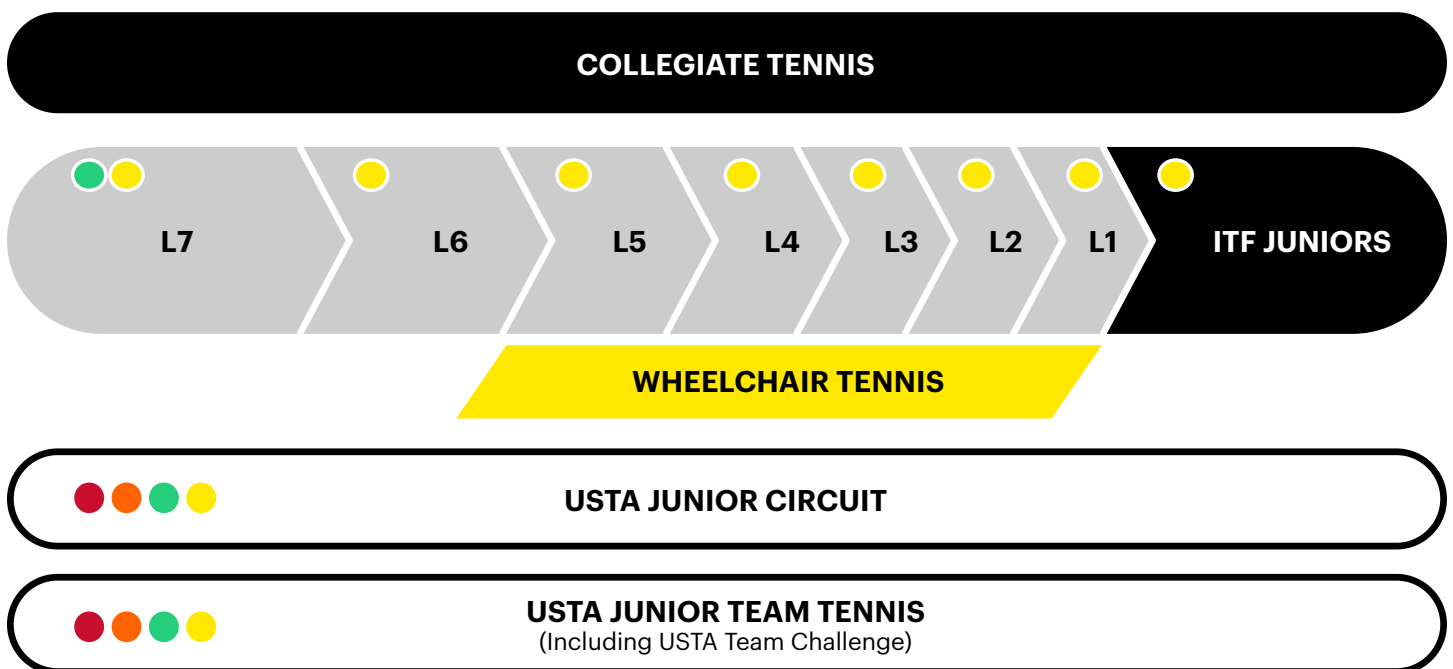 COLLEGIATE TENNIS
L7
L6
L5
L4
L3
L2
L1
ITF JUNIORS
WHEELCHAIR TENNIS
USTA JUNIOR CIRCUIT
USTA JUNIOR TEAM TENNIS
(Including USTA Team Challenge)